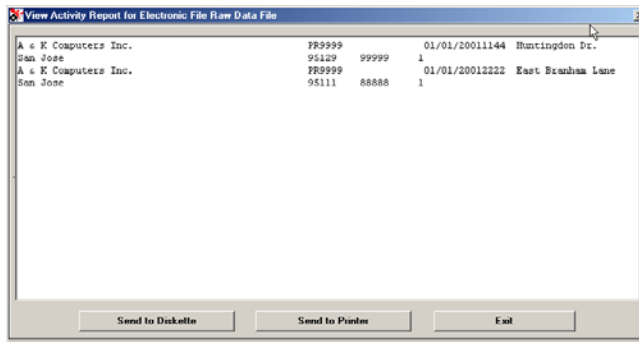 View Activity Report for Electronic File Raw Data File
A & K Computers Inc. PR9999 01/01/20011144 Huntingdon Dr.
San Jose 95129 99999 1
A & K Computers Inc. PR9999 01/01/20012222 East Branham Lane
San Jose 95111 88888 1
Send to Diskette Send to Printer Exit